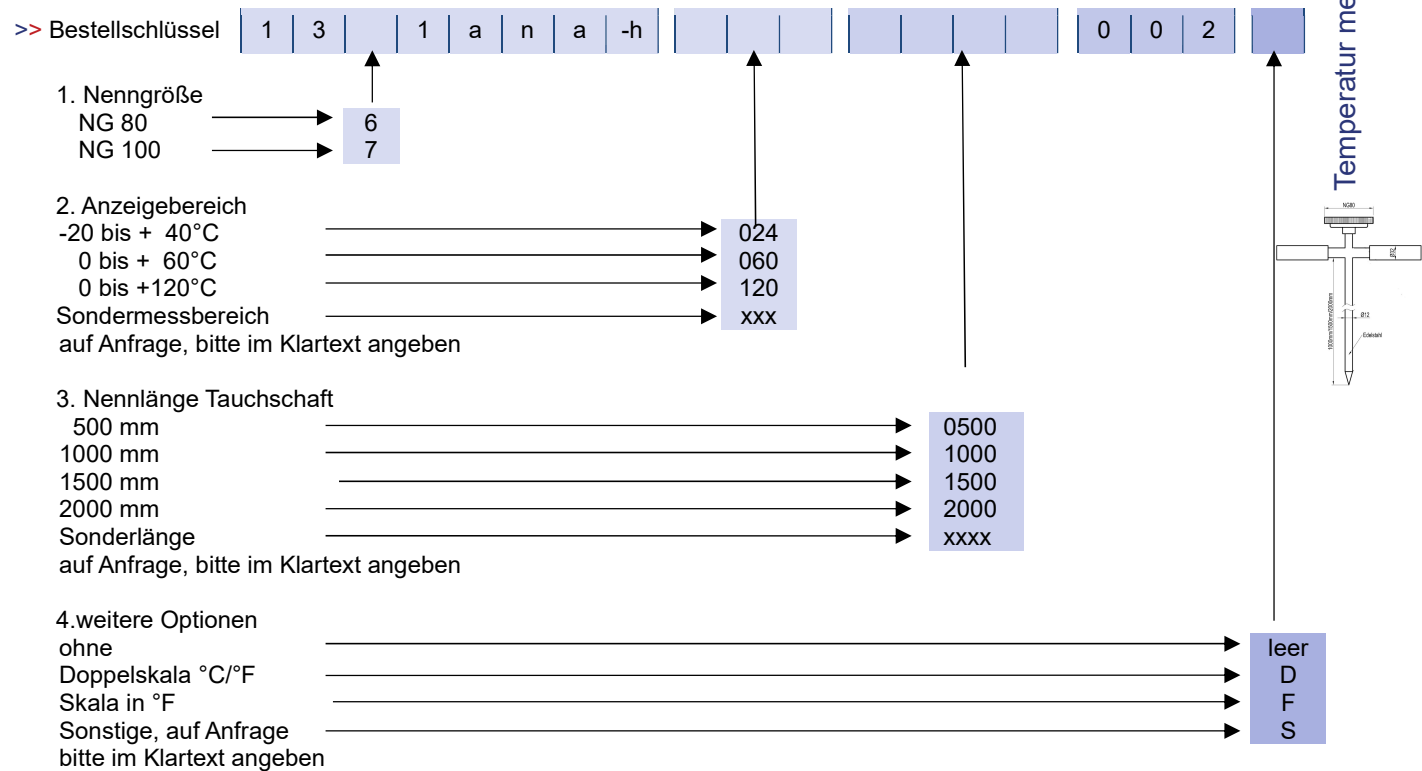 >> Bestellschlüssel 1 3 1 a n a -h 0 0 2
1. Nenngröße
NG 80 6
NG 100 7
2. Anzeigebereich
-20 bis + 40°C 024
0 bis + 60°C 060
0 bis +120°C 120
Sondermessbereich xxx
auf Anfrage, bitte im Klartext angeben
3. Nennlänge Tauchschaft
500 mm 0500
1000 mm 1000
1500 mm 1500
2000 mm 2000
Sonderlänge xxxx
auf Anfrage, bitte im Klartext angeben
4.weitere Optionen
ohne leer
Doppelskala °C/°F D
Skala in °F F
Sonstige, auf Anfrage S
bitte im Klartext angeben
Temperatur me
NG80
Ø32
Ø12
1000mm/1500mm/2000mm
Edelstahl